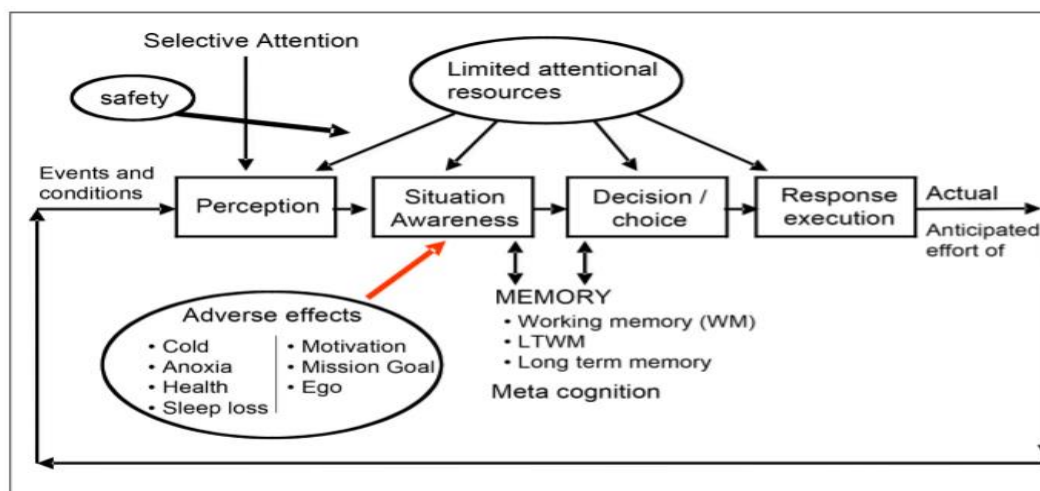 Selective Attention
Limited attentional
resources
safety
Events and
conditions
Perception
Situation
Awareness
Decision /
choice
Response
execution
Actual
Anticipated
effort of
Adverse effects
• Cold
• Anoxia
• Health
• Sleep loss
• Motivation
• Mission Goal
• Ego
MEMORY
• Working memory (WM)
• LTWM
• Long term memory
Meta cognition